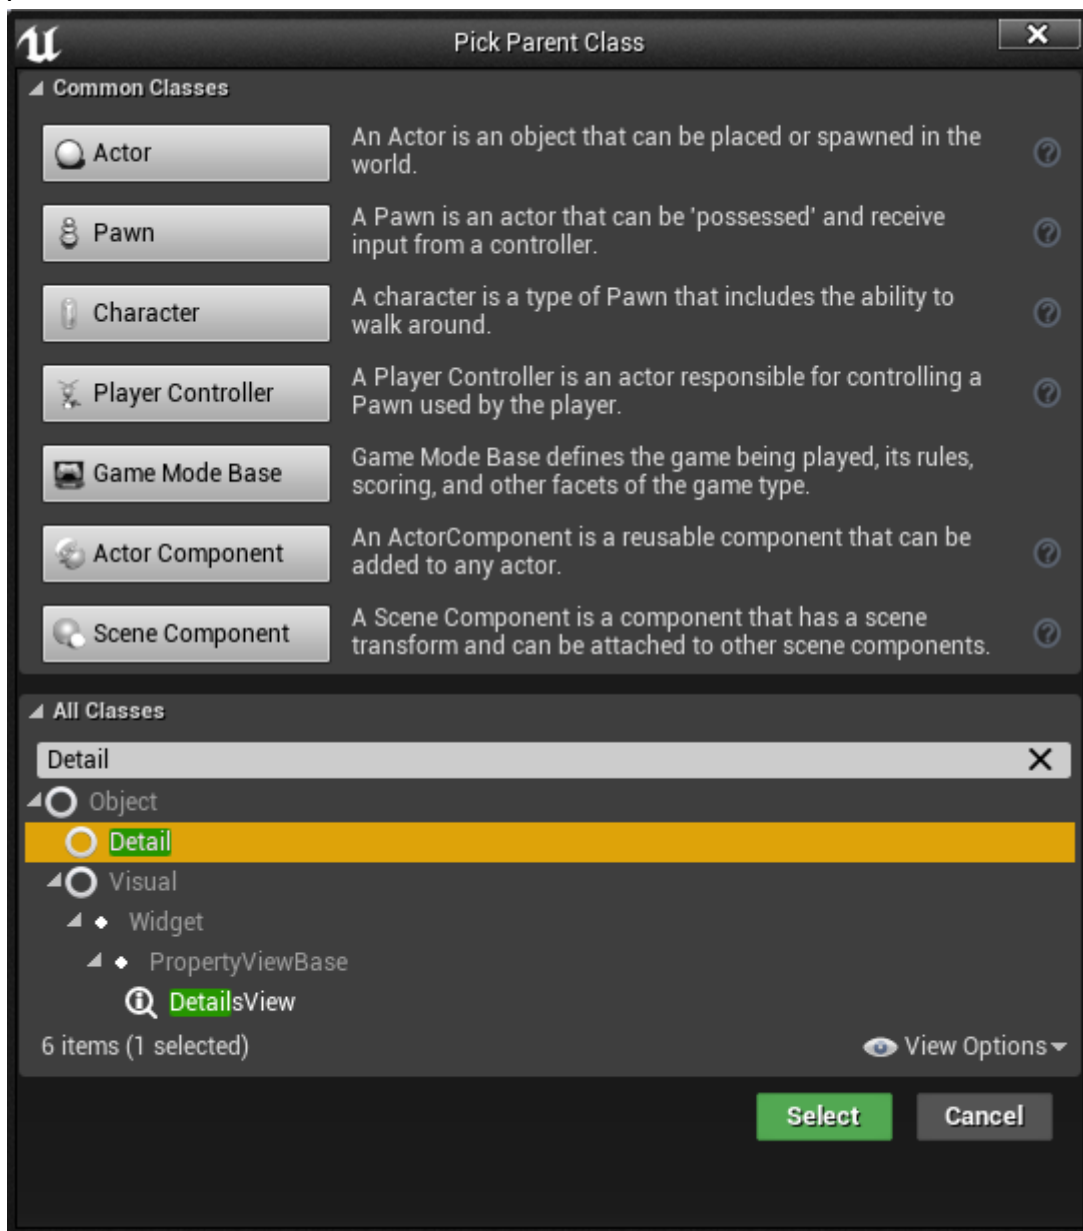 Pick Parent Class
Common Classes
Actor
An Actor is an object that can be placed or spawned in the
world.
Pawn
A Pawn is an actor that can be 'possessed' and receive
input from a controller.
Character
A character is a type of Pawn that includes the ability to
walk around.
Player Controller
A Player Controller is an actor responsible for controlling a
Pawn used by the player.
Game Mode Base
Game Mode Base defines the game being played, its rules,
scoring, and other facets of the game type.
Actor Component
An ActorComponent is a reusable component that can be
added to any actor.
Scene Component
A Scene Component is a component that has a scene
transform and can be attached to other scene components.
All Classes
Detail
Object
Detail
Visual
Widget
PropertyViewBase
DetailsView
6 items (1 selected)
View Options
Select
Cancel